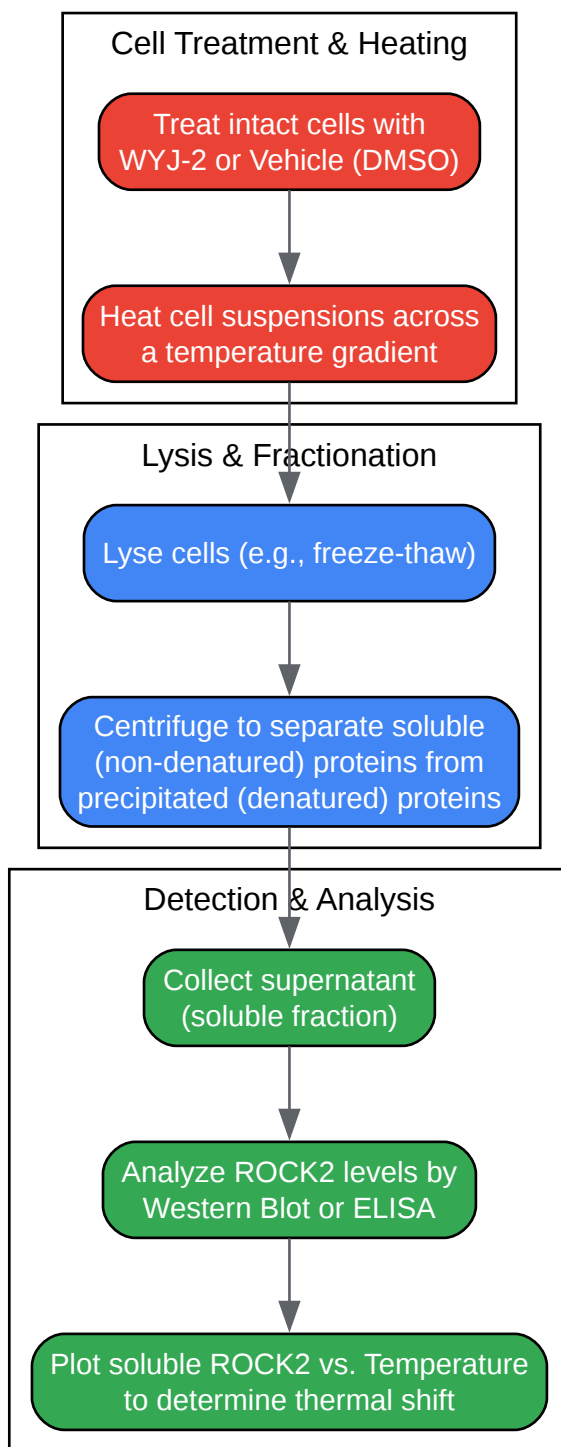 Cell Treatment & Heating
Treat intact cells with
WYJ-2 or Vehicle (DMSO)
Heat cell suspensions across
a temperature gradient
Lysis & Fractionation
Lyse cells (e.g., freeze-thaw)
Centrifuge to separate soluble
(non-denatured) proteins from
precipitated (denatured) proteins
Detection & Analysis
Collect supernatant
(soluble fraction)
Analyze ROCK2 levels by
Western Blot or ELISA
Plot soluble ROCK2 vs. Temperature
to determine thermal shift